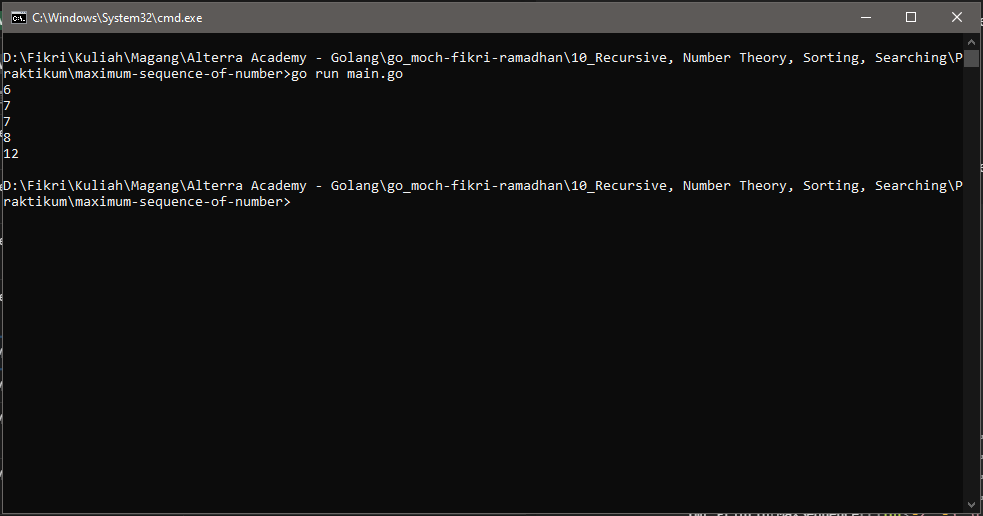 C:\Windows\System32\cmd.exe
D:\Fikri\Kuliah\Magang\Alterra Academy - Golang\go_moch-fikri-ramadhan\10_Recursive, Number Theory, Sorting, Searching\P
raktikum\maximum-sequence-of-number>go run main.go
6
7
7
8
12
D:\Fikri\Kuliah\Magang\Alterra Academy - Golang\go_moch-fikri-ramadhan\10_Recursive, Number Theory, Sorting, Searching\P
raktikum\maximum-sequence-of-number>